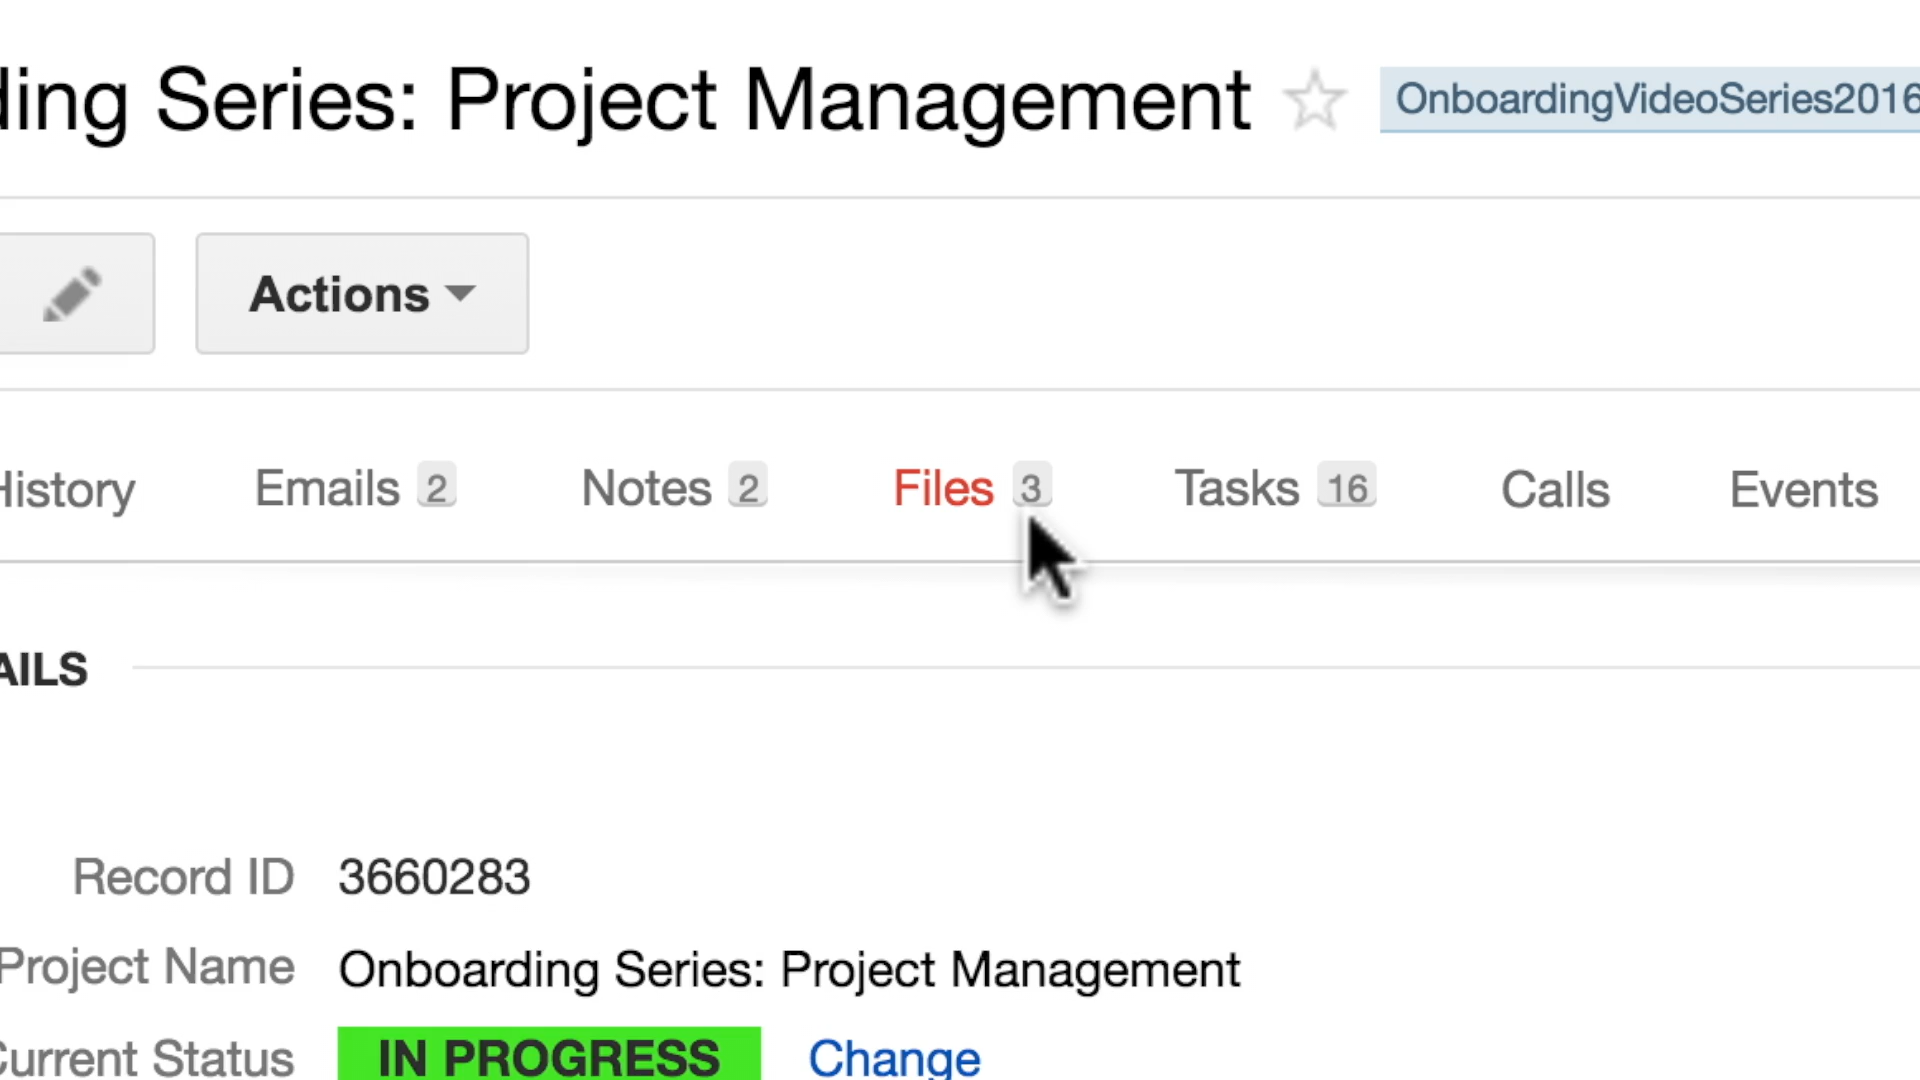 ding Series: Project Management OnboardingVideoSeries2016
Actions
History Emails 2 Notes 2 Files 3 Tasks 16 Calls Events
AILS
Record ID 3660283
Project Name Onboarding Series: Project Management
Current Status IN PROGRESS Change